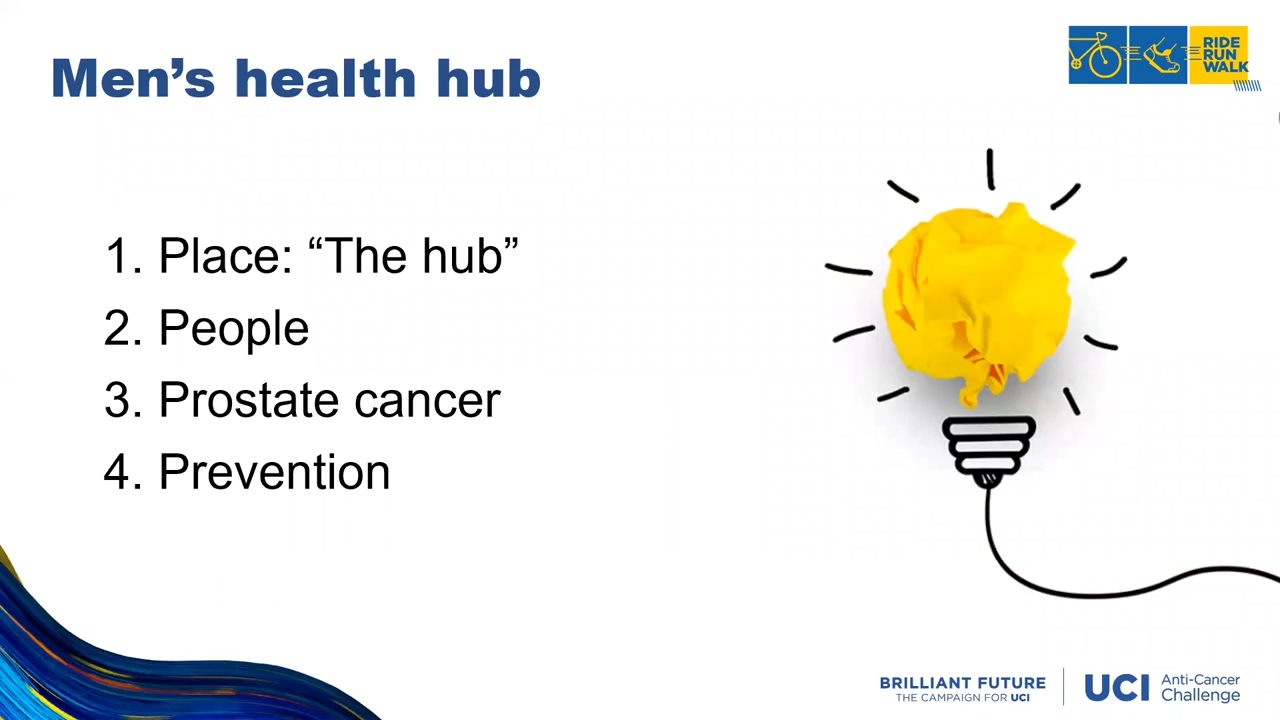 Men’s health hub
RIDE
RUN
WALK
1. Place: “The hub”
2. People
3. Prostate cancer
4. Prevention
BRILLIANT FUTURE
THE CAMPAIGN FOR UCI
UCI
Anti-Cancer
Challenge